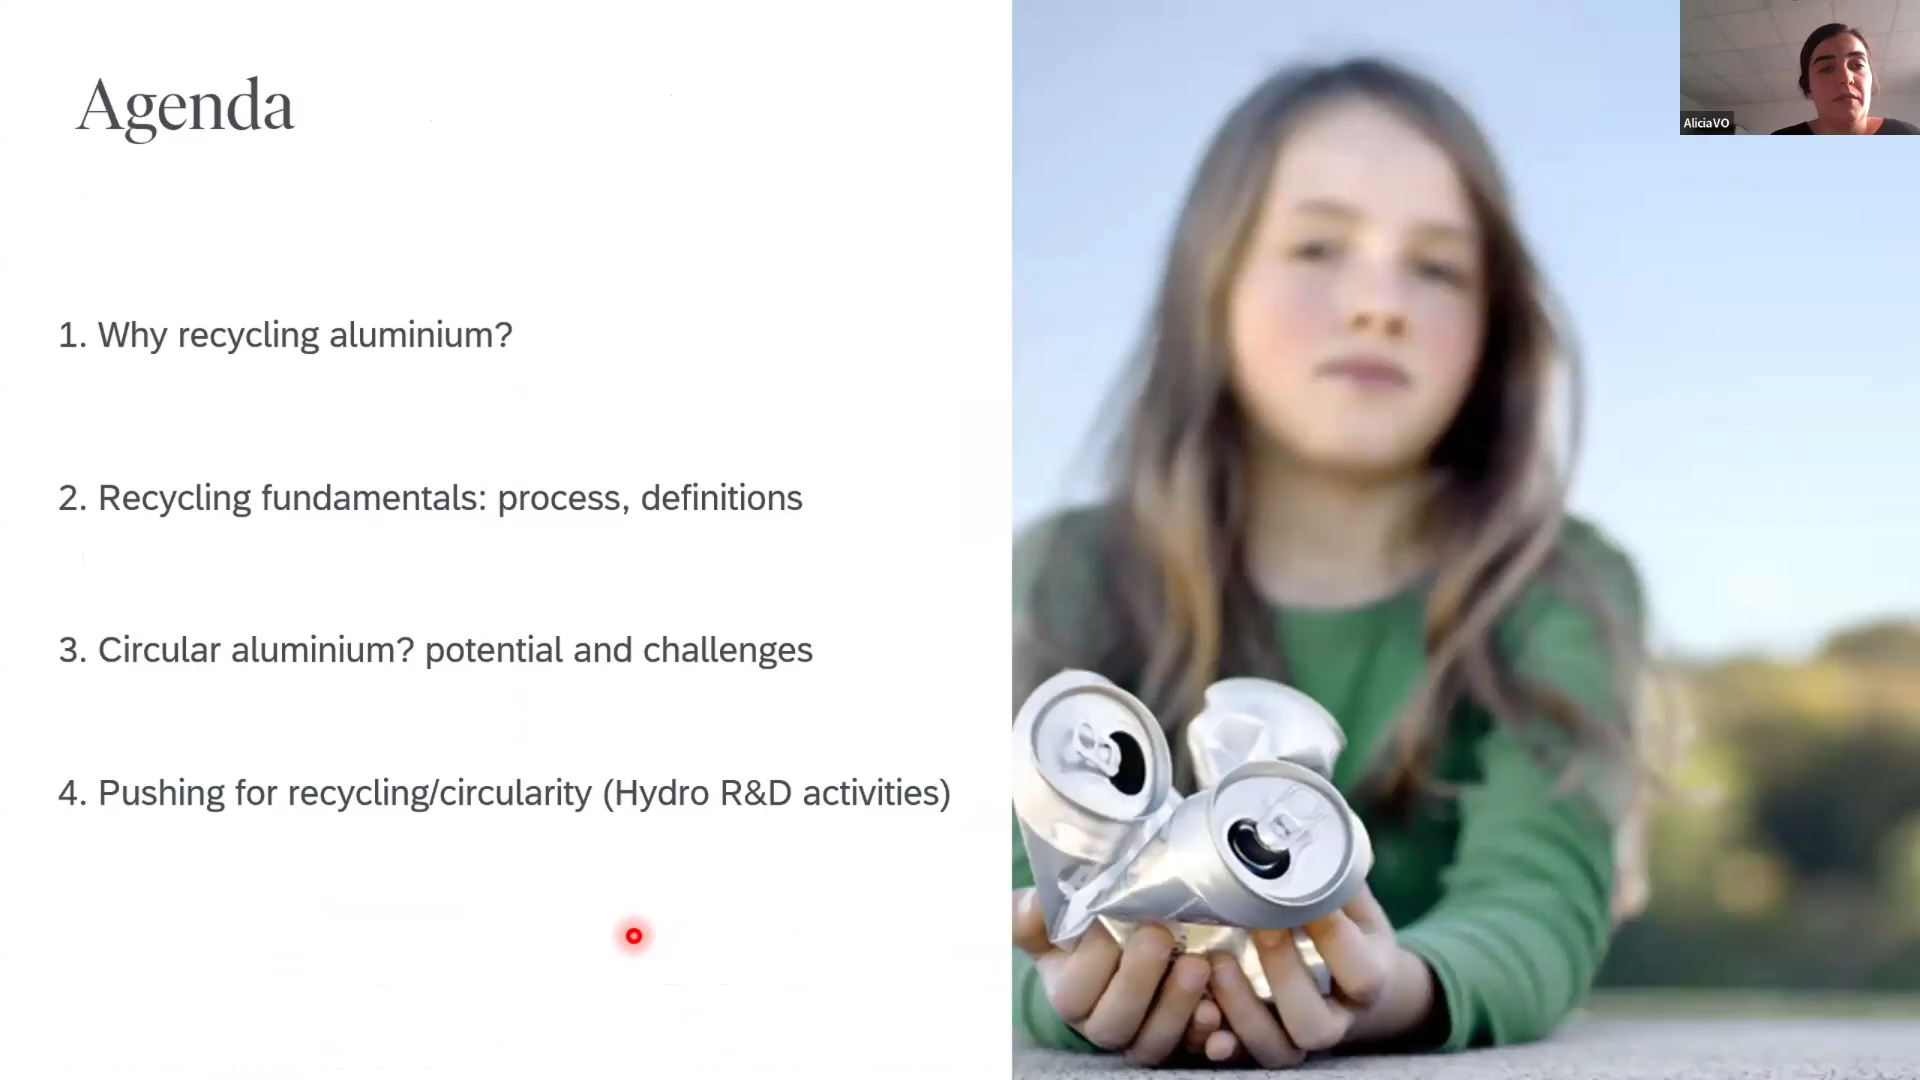 Agenda
1. Why recycling aluminium?
2. Recycling fundamentals: process, definitions
3. Circular aluminium? potential and challenges
4. Pushing for recycling/circularity (Hydro R&D activities)
AliciaVO